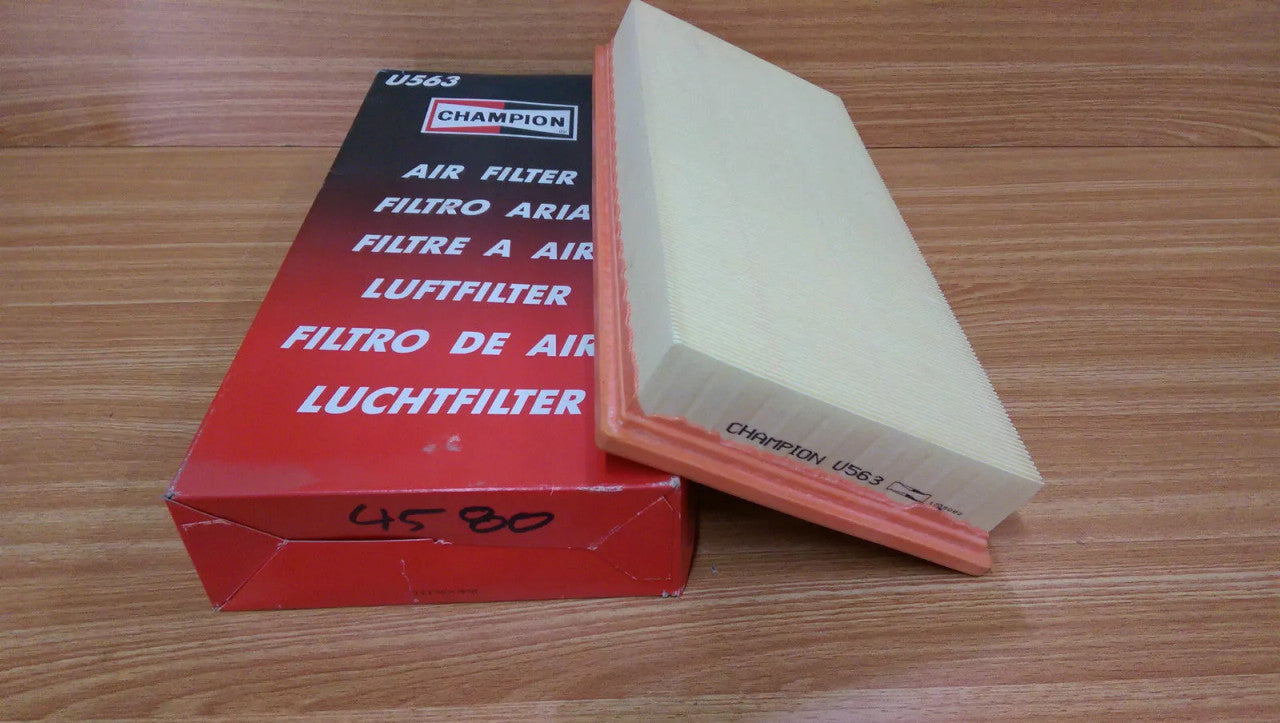 U563
CHAMPION
AIR FILTER
FILTRO ARIA
FILTRE A AIR
LUFTFILTER
FILTRO DE AIR
LUCHTFILTER
4580
CHAMPION U563